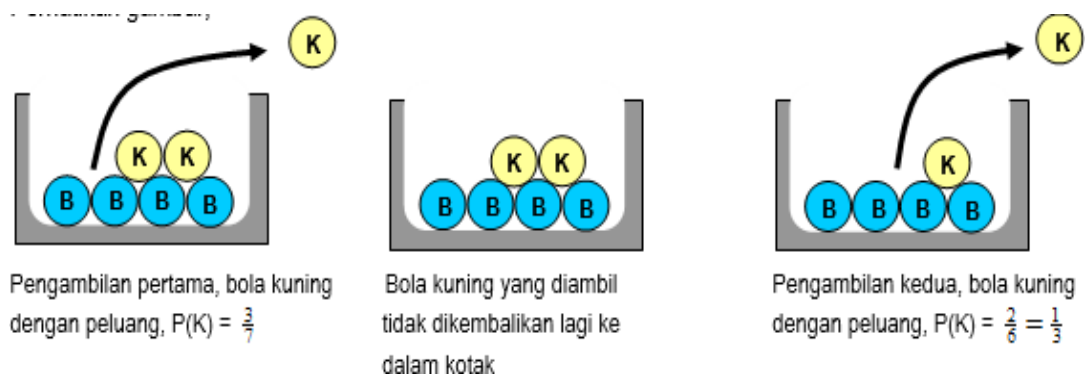 K
K K
B B B B
K K
B B B B
K
K
B B B B
Pengambilan pertama, bola kuning
dengan peluang, P(K) = 3/7
Bola kuning yang diambil
tidak dikembalikan lagi ke
dalam kotak
Pengambilan kedua, bola kuning
dengan peluang, P(K) = 2/6 = 1/3